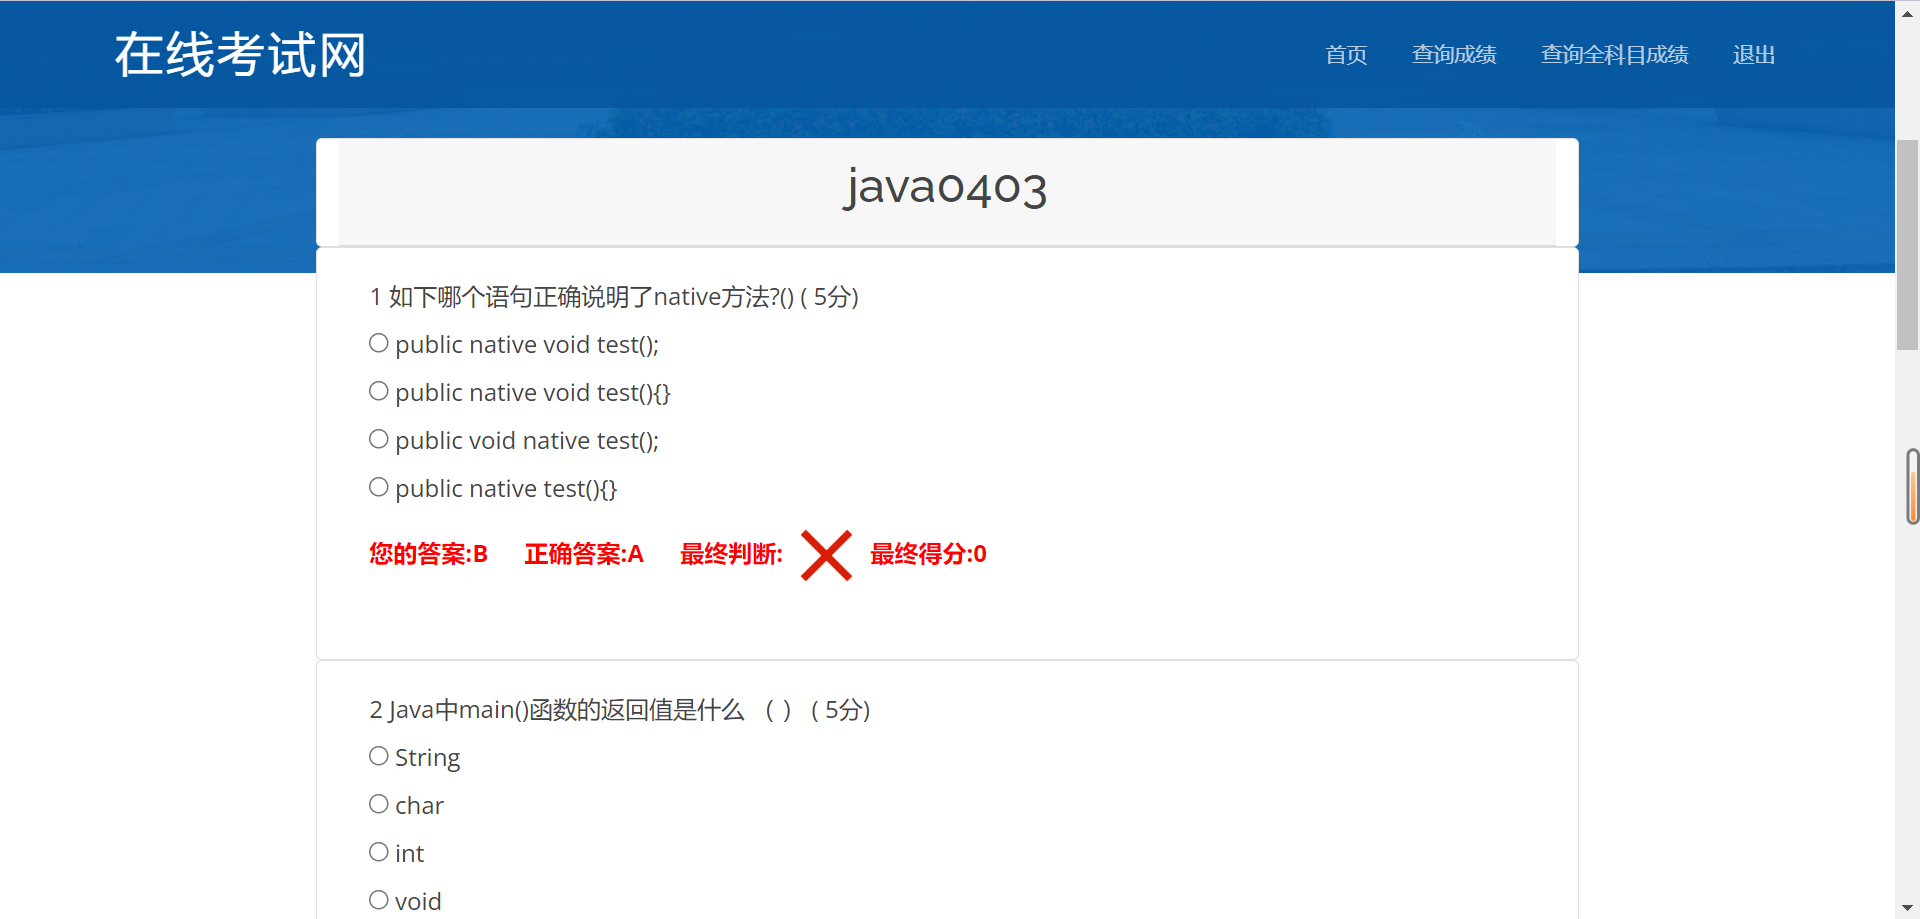 在线考试网
首页 查询成绩 查询全科目成绩 退出
java0403
1 如下哪个语句正确说明了native方法?() ( 5分)
public native void test();
public native void test(){}
public void native test();
public native test(){}
您的答案:B 正确答案:A 最终判断: 最终得分:0
2 Java中main()函数的返回值是什么 （ ） ( 5分)
String
char
int
void